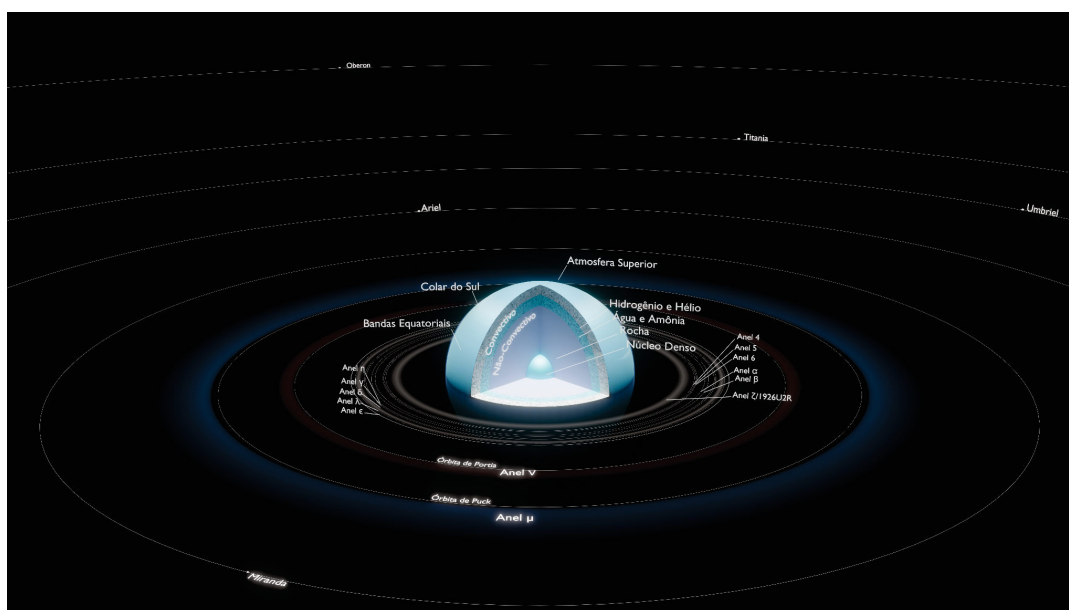 Oberon
Titania
Ariel
Umbriel
Atmosfera Superior
Colar do Sul
Hidrogênio e Hélio
Bandas Equatoriais
Água e Amônia
Rocha
Núcleo Denso
Convectivo
Não-Convectivo
Anel 4
Anel 5
Anel 6
Anel α
Anel β
Anel ζ/1926U2R
Anel η
Anel γ
Anel δ
Anel λ
Anel ε
Órbita de Portia
Anel ν
Órbita de Puck
Anel μ
Miranda